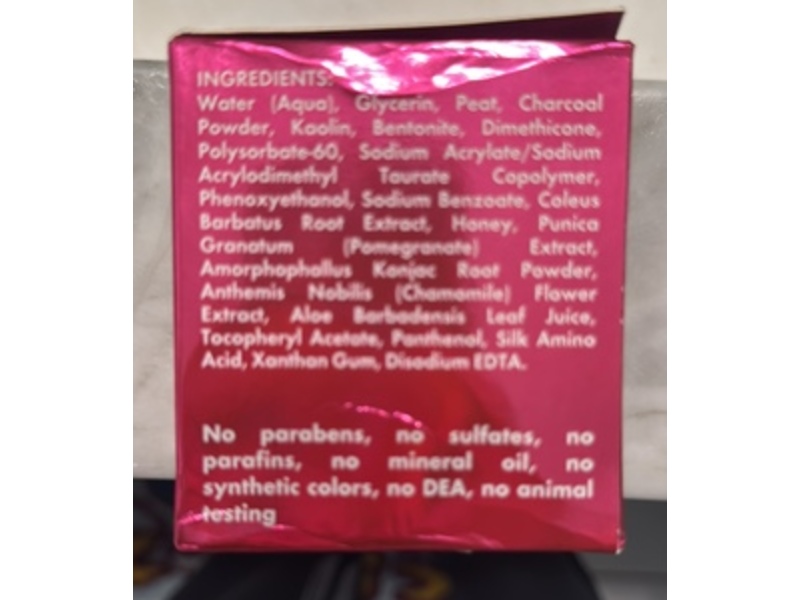 INGREDIENTS:
Water (Aqua), Glycerin, Peat, Charcoal
Powder, Kaolin, Bentonite, Dimethicone,
Polysorbate-60, Sodium Acrylate/Sodium
Acrylodimethyl Taurate Copolymer,
Phenoxyethanol, Sodium Benzoate, Coleus
Barbatus Root Extract, Honey, Punica
Granatum (Pomegranate) Extract,
Amorphophallus Konjac Root Powder,
Anthemis Nobilis (Chamomile) Flower
Extract, Aloe Barbadensis Leaf Juice,
Tocopheryl Acetate, Panthenol, Silk Amino
Acid, Xanthan Gum, Disodium EDTA.
No parabens, no sulfates, no
parafins, no mineral oil, no
synthetic colors, no DEA, no animal
testing